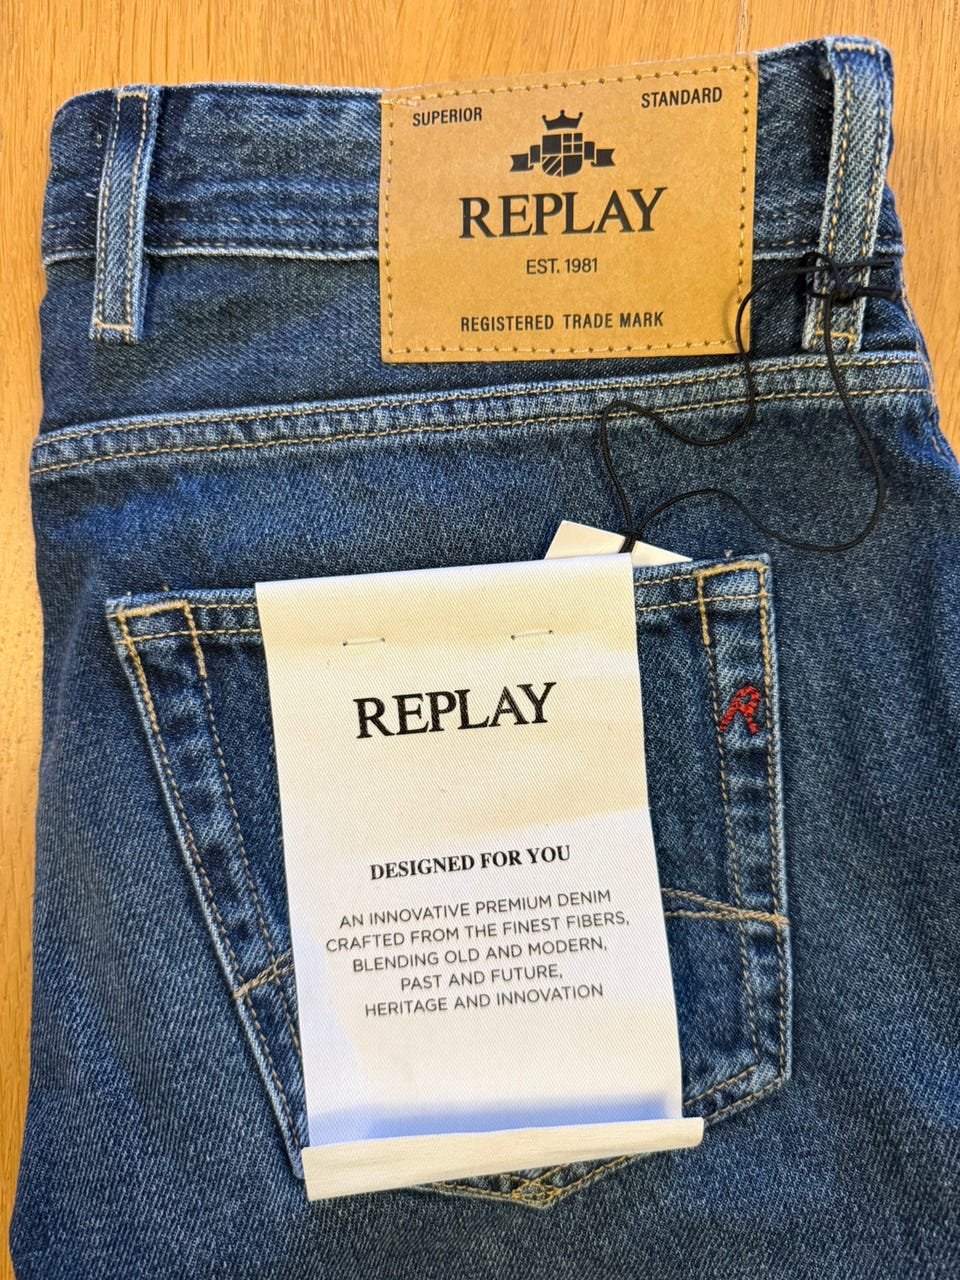 SUPERIOR STANDARD
REPLAY
EST. 1981
REGISTERED TRADE MARK
REPLAY
R
DESIGNED FOR YOU
AN INNOVATIVE PREMIUM DENIM
CRAFTED FROM THE FINEST FIBERS,
BLENDING OLD AND MODERN,
PAST AND FUTURE,
HERITAGE AND INNOVATION